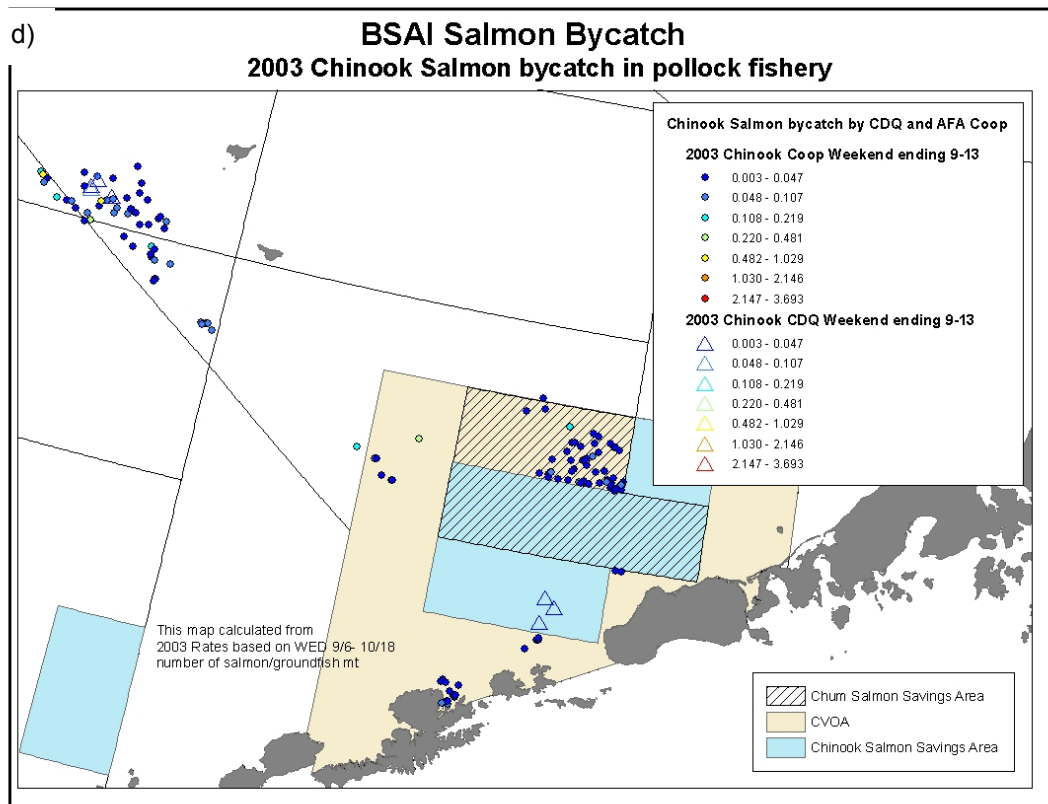 d)
BSAI Salmon Bycatch
2003 Chinook Salmon bycatch in pollock fishery
Chinook Salmon bycatch by CDQ and AFA Coop
2003 Chinook Coop Weekend ending 9-13
0.003 - 0.047
0.048 - 0.107
0.108 - 0.219
0.220 - 0.481
0.482 - 1.029
1.030 - 2.146
2.147 - 3.693
2003 Chinook CDQ Weekend ending 9-13
0.003 - 0.047
0.048 - 0.107
0.108 - 0.219
0.220 - 0.481
0.482 - 1.029
1.030 - 2.146
2.147 - 3.693
This map calculated from
2003 Rates based on WED 9/6- 10/18
number of salmon/groundfish mt
Chum Salmon Savings Area
CVOA
Chinook Salmon Savings Area